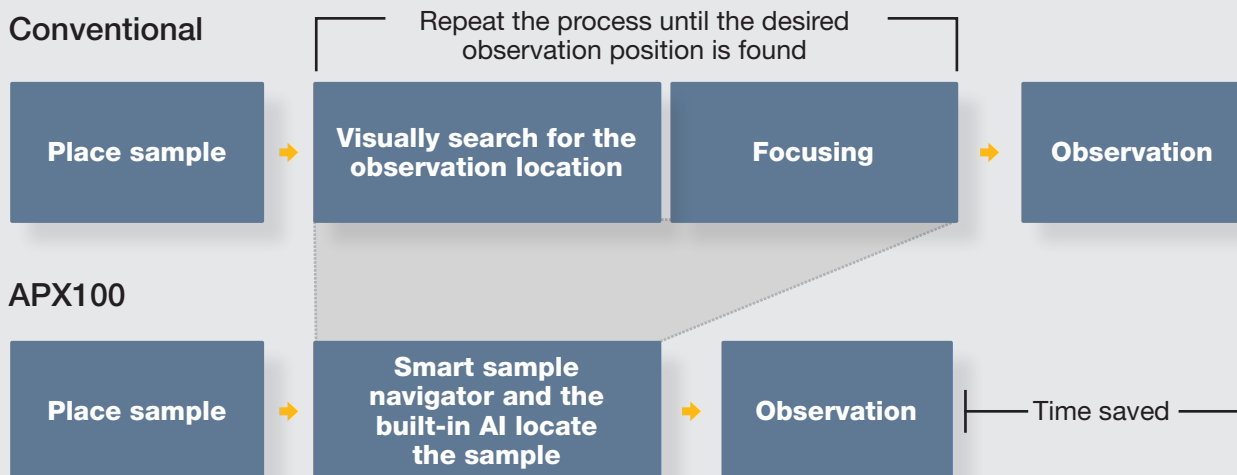 Conventional
Repeat the process until the desired
observation position is found
Place sample
Visually search for the
observation location
Focusing
Observation
APX100
Place sample
Smart sample
navigator and the
built-in AI locate
the sample
Observation
Time saved